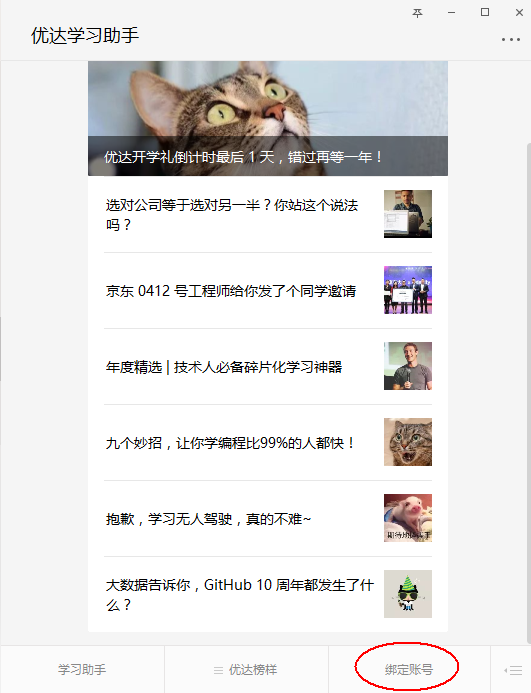 优达学习助手
优达开学礼倒计时最后 1 天，错过再等一年！
选对公司等于选对另一半？你站这个说法
吗？
京东 0412 号工程师给你发了个同学邀请
年度精选 | 技术人必备碎片化学习神器
九个妙招，让你学编程比99%的人都快！
抱歉，学习无人驾驶，真的不难~
大数据告诉你，GitHub 10 周年都发生了什
么？
学习助手
优达榜样
绑定账号